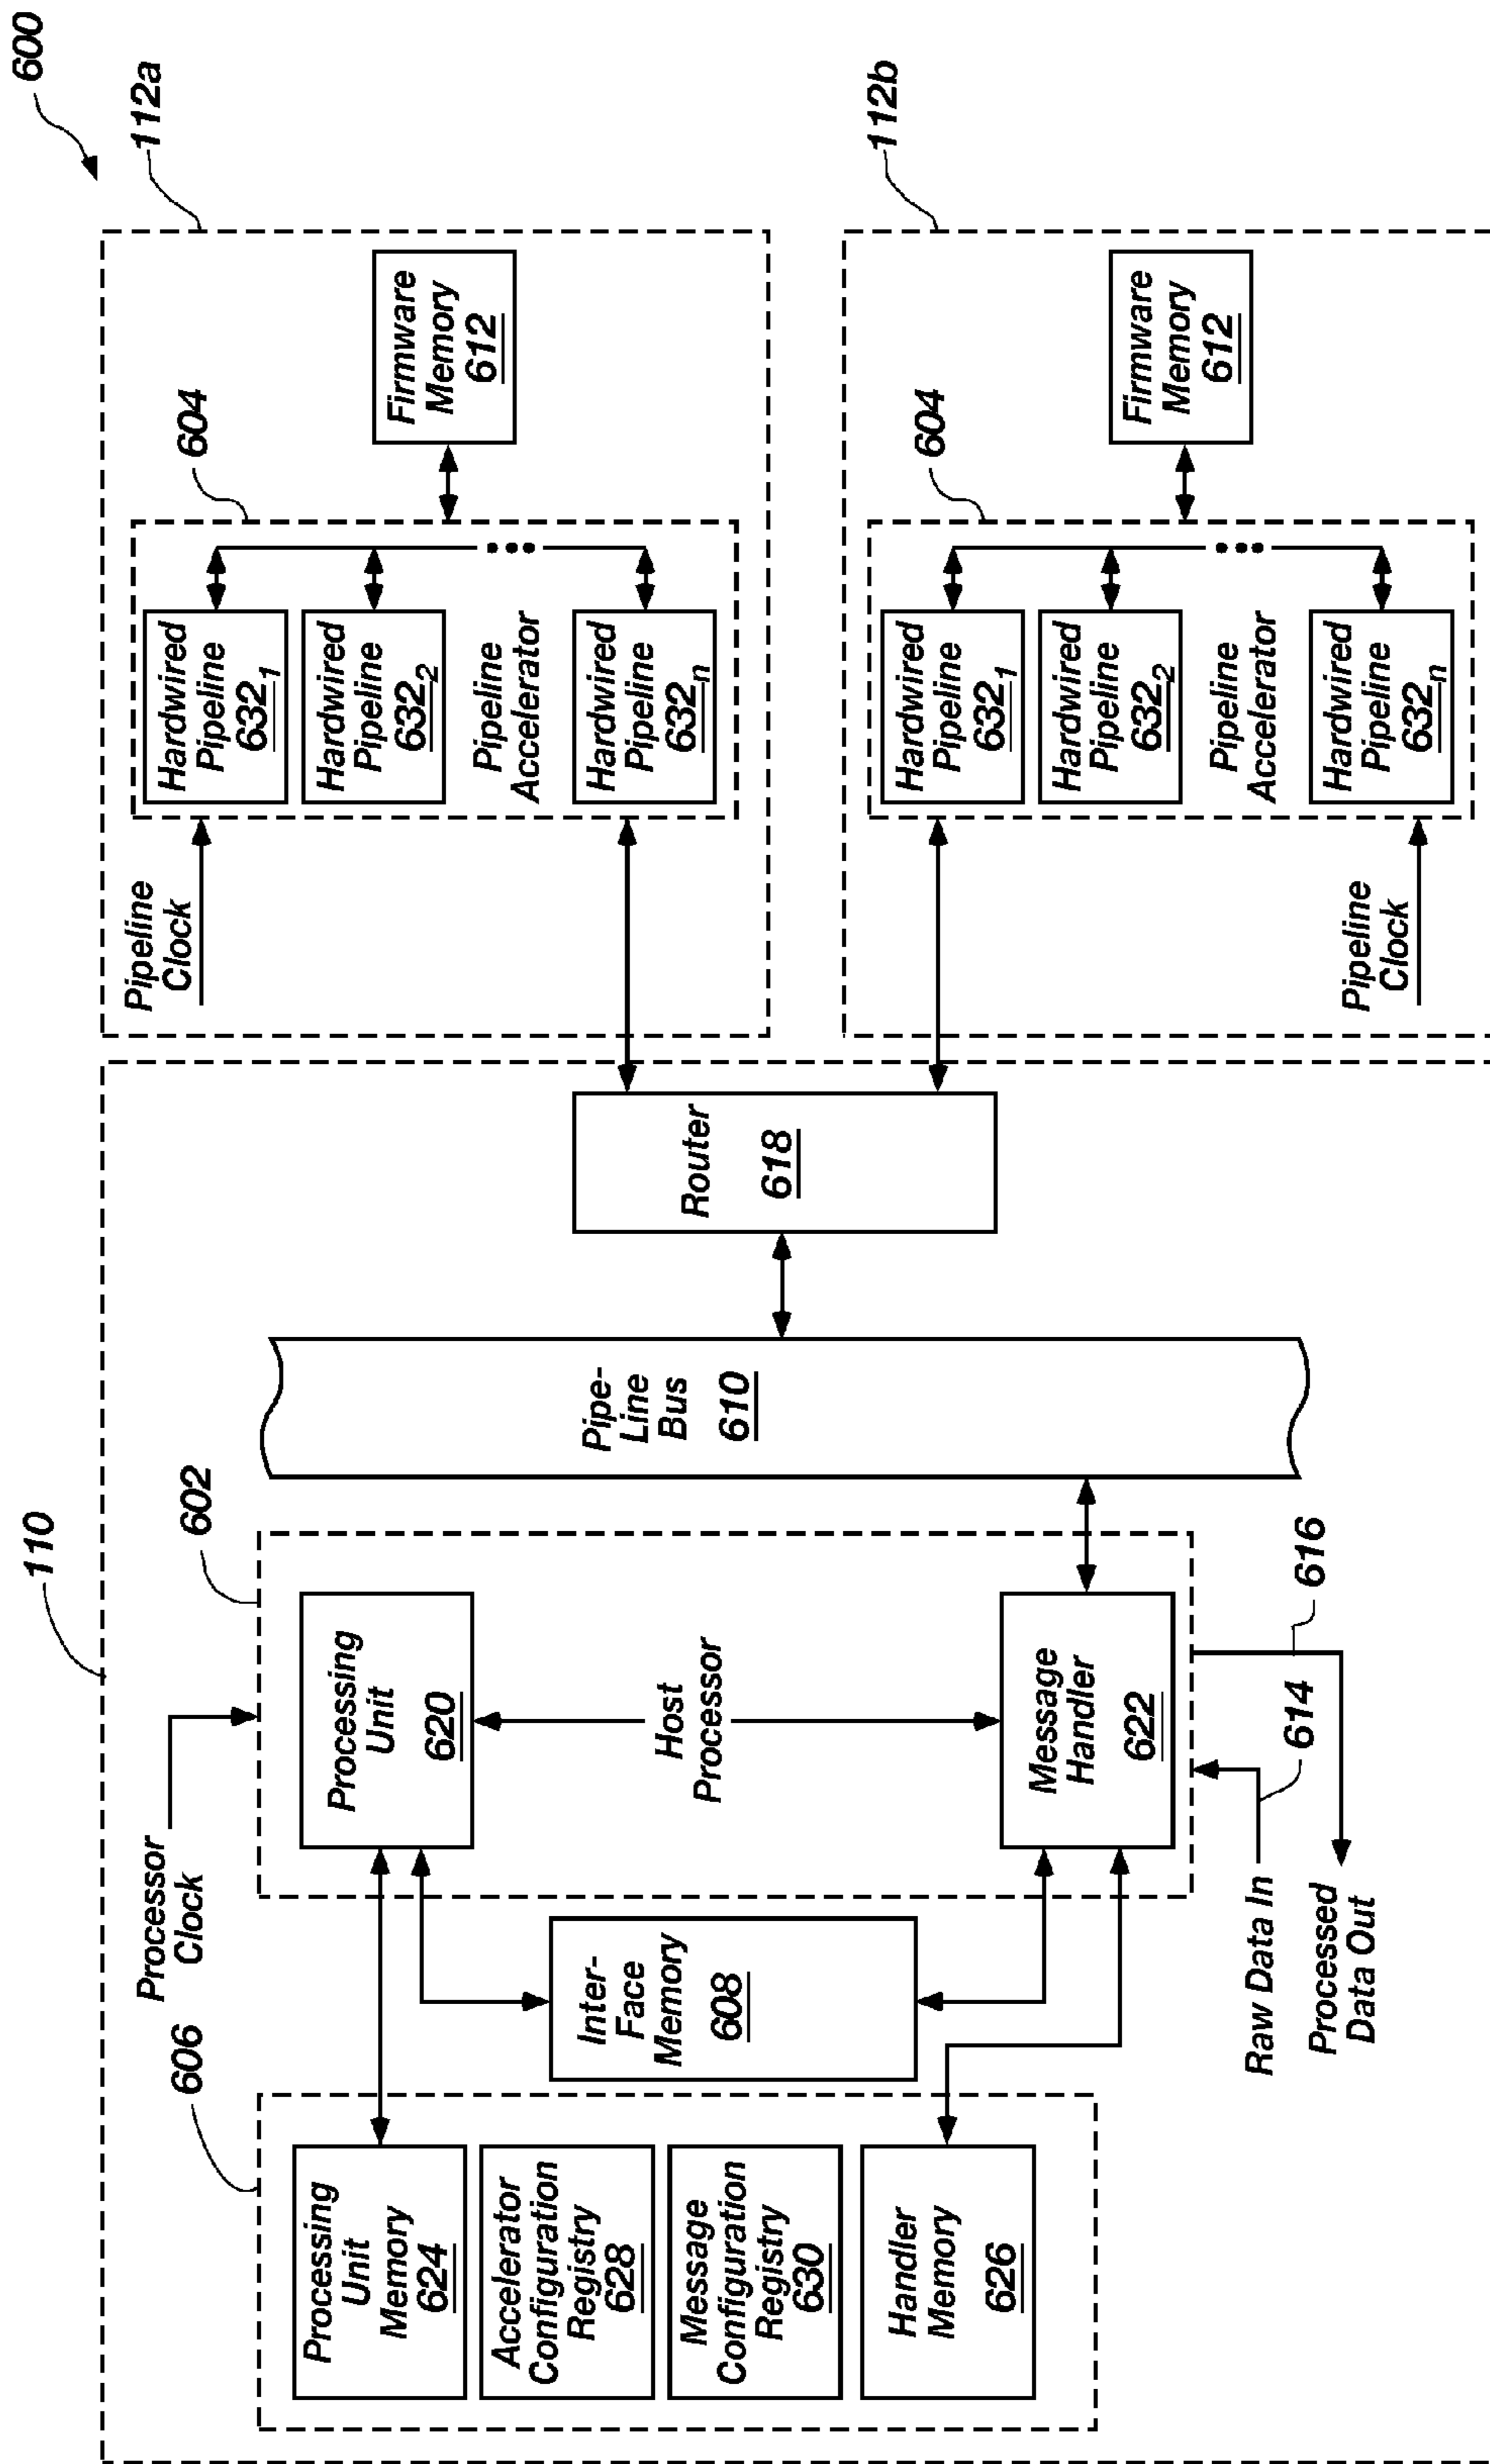 600
110
112a
112b
606
Processing
Unit
Memory
624
Accelerator
Configuration
Registry
628
Message
Configuration
Registry
630
Handler
Memory
626
Processor
Clock
Inter-
Face
Memory
608
602
Processing
Unit
620
Host
Processor
Message
Handler
622
Raw Data In
614
Processed
Data Out
616
Pipe-
Line
Bus
610
Router
618
Pipeline
Clock
604
Hardwired
Pipeline
632₁
Hardwired
Pipeline
632₂
Pipeline
Accelerator
Hardwired
Pipeline
632ₙ
Firmware
Memory
612
604
Hardwired
Pipeline
632₁
Hardwired
Pipeline
632₂
Pipeline
Accelerator
Hardwired
Pipeline
632ₙ
Firmware
Memory
612
Pipeline
Clock